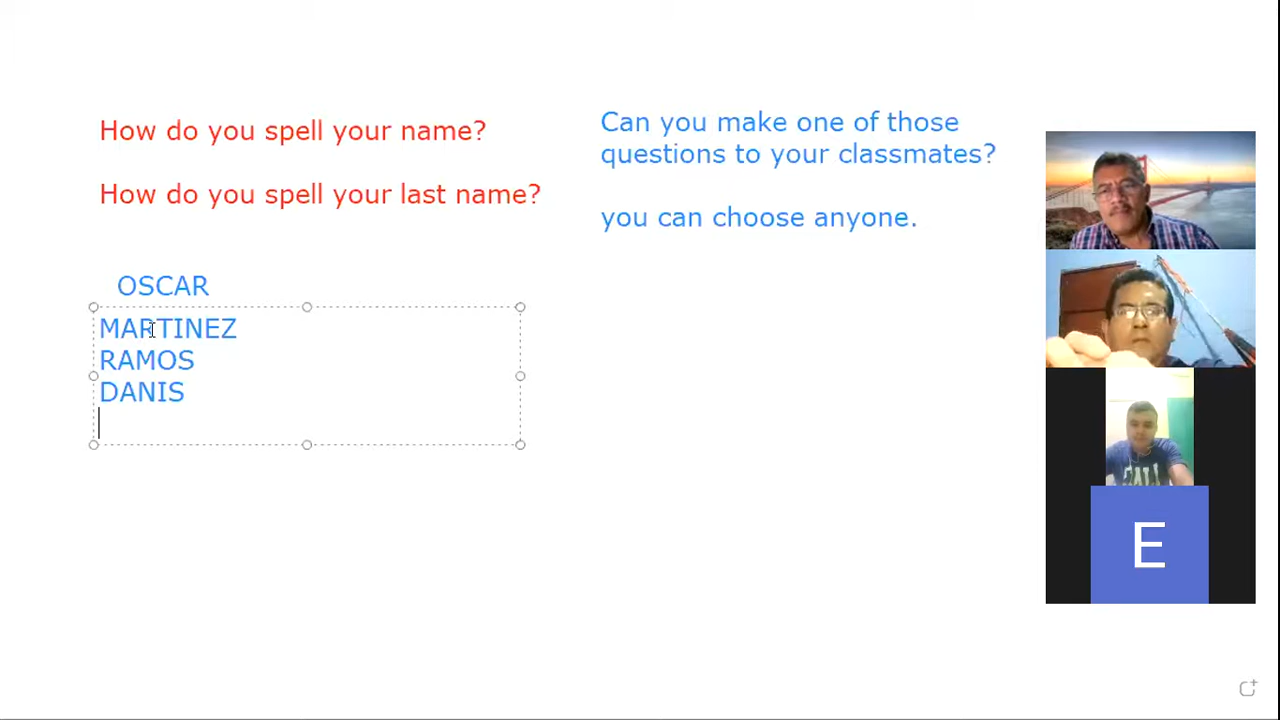 How do you spell your name?
How do you spell your last name?
OSCAR
MARTINEZ
RAMOS
DANIS
Can you make one of those
questions to your classmates?
you can choose anyone.
E